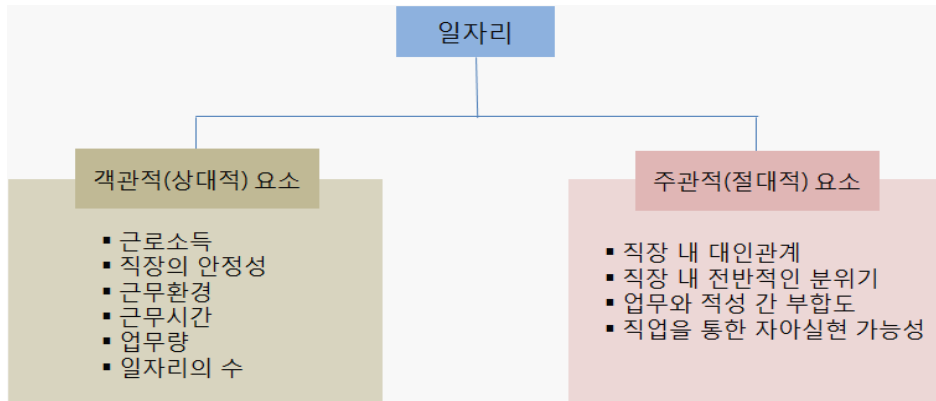 일자리
객관적(상대적) 요소
▪ 근로소득
▪ 직장의 안정성
▪ 근무환경
▪ 근무시간
▪ 업무량
▪ 일자리의 수
주관적(절대적) 요소
▪ 직장 내 대인관계
▪ 직장 내 전반적인 분위기
▪ 업무와 적성 간 부합도
▪ 직업을 통한 자아실현 가능성